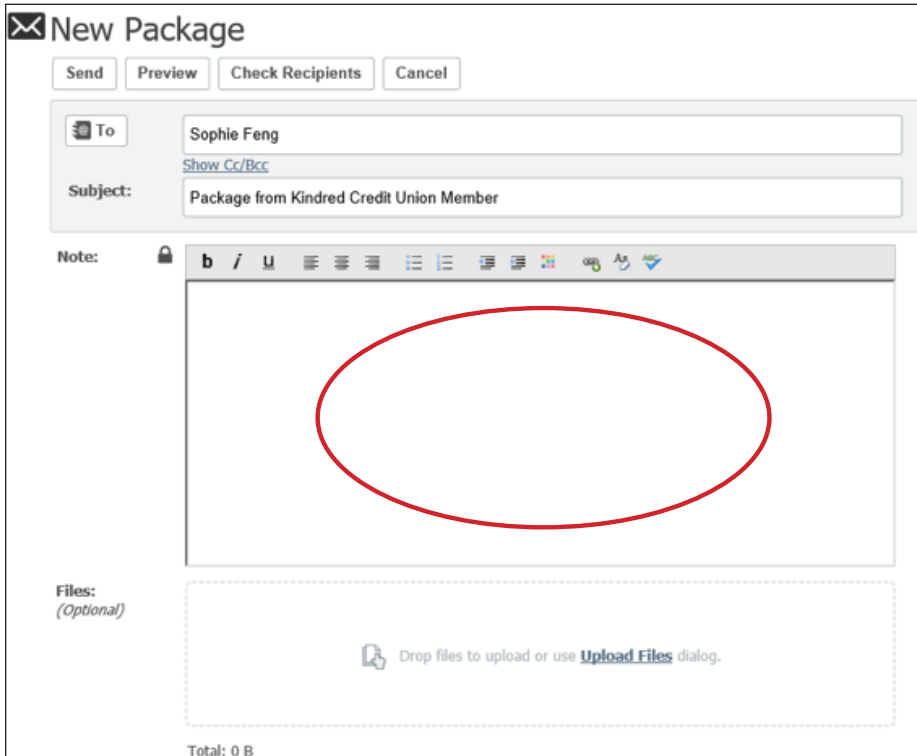 New Package
Send Preview Check Recipients Cancel
To Sophie Feng
Show Cc/Bcc
Subject: Package from Kindred Credit Union Member
Note: b i u
Files:
(Optional)
Drop files to upload or use Upload Files dialog.
Total: 0 B